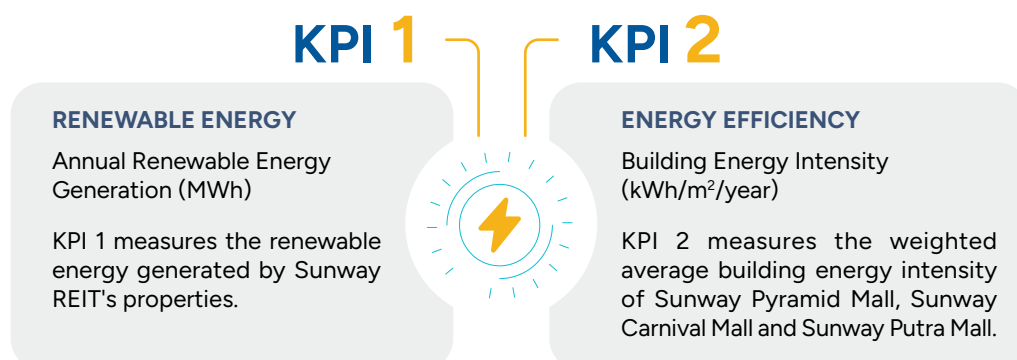 KPI 1
RENEWABLE ENERGY
Annual Renewable Energy
Generation (MWh)
KPI 1 measures the renewable
energy generated by Sunway
REIT's properties.
KPI 2
ENERGY EFFICIENCY
Building Energy Intensity
(kWh/m²/year)
KPI 2 measures the weighted
average building energy intensity
of Sunway Pyramid Mall, Sunway
Carnival Mall and Sunway Putra Mall.